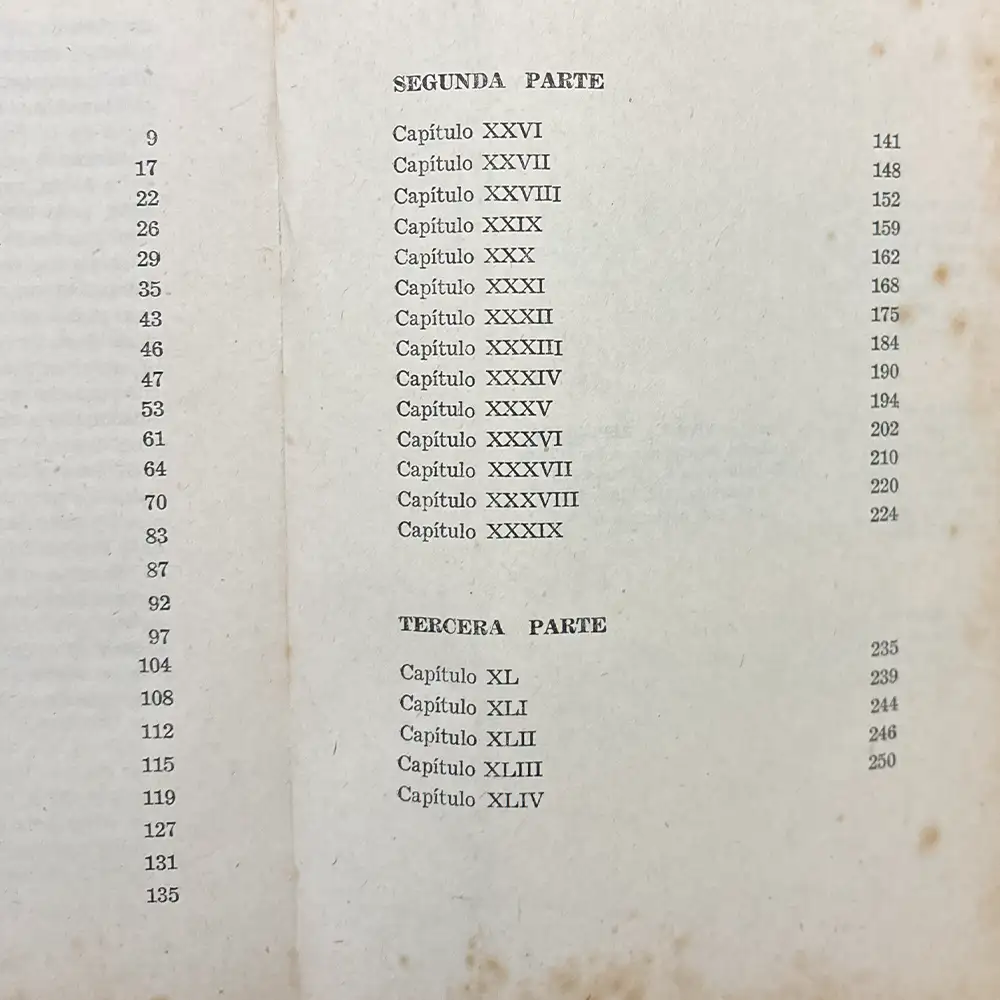 9
17
22
26
29
35
43
46
47
53
61
64
70
83
87
92
97
104
108
112
115
119
127
131
135
SEGUNDA PARTE
Capítulo XXVI 141
Capítulo XXVII 148
Capítulo XXVIII 152
Capítulo XXIX 159
Capítulo XXX 162
Capítulo XXXI 168
Capítulo XXXII 175
Capítulo XXXIII 184
Capítulo XXXIV 190
Capítulo XXXV 194
Capítulo XXXVI 202
Capítulo XXXVII 210
Capítulo XXXVIII 220
Capítulo XXXIX 224
TERCERA PARTE
Capítulo XL 235
Capítulo XLI 239
Capítulo XLII 244
Capítulo XLIII 246
Capítulo XLIV 250